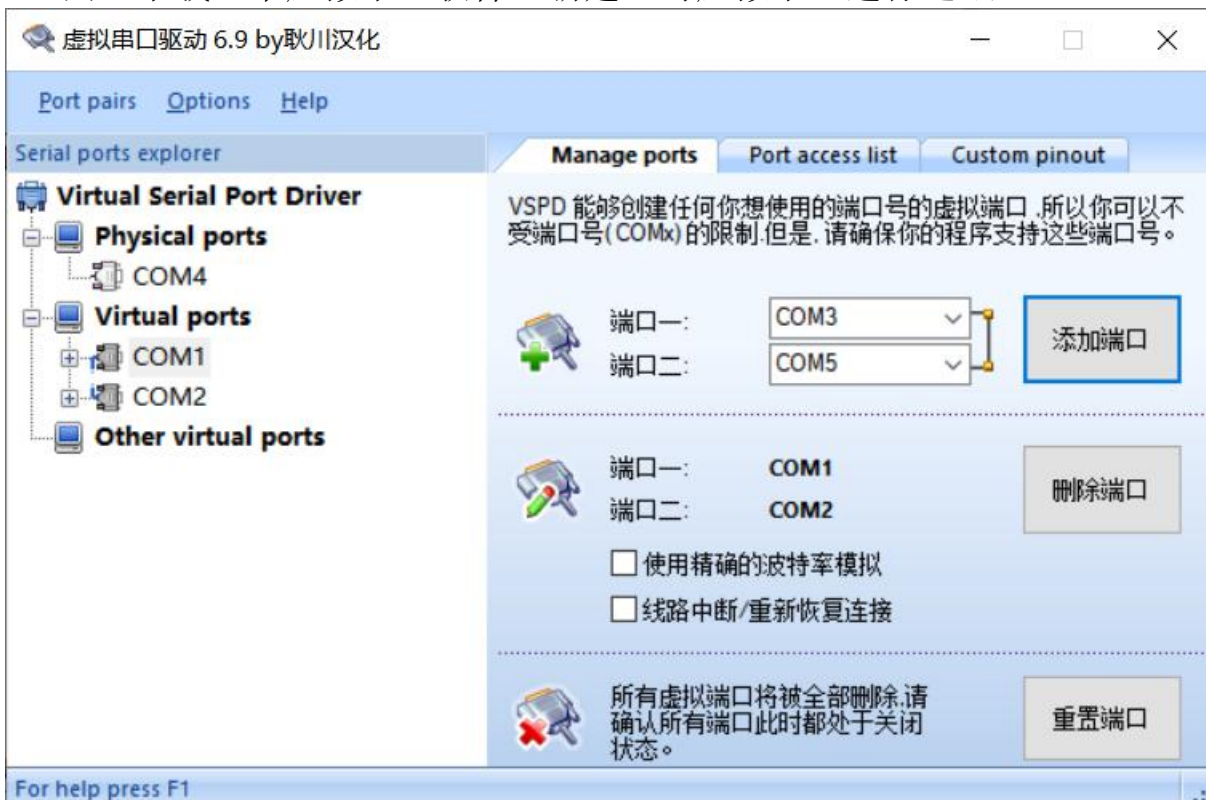 虚拟串口驱动 6.9 by耿川汉化
Port pairs Options Help
Serial ports explorer
Manage ports Port access list Custom pinout
Virtual Serial Port Driver
Physical ports
COM4
Virtual ports
COM1
COM2
Other virtual ports
VSPD 能够创建任何你想使用的端口号的虚拟端口 .所以你可以不
受端口号(COMx)的限制.但是.请确保你的程序支持这些端口号。
端口一: COM3
端口二: COM5
添加端口
端口一: COM1
端口二: COM2
删除端口
使用精确的波特率模拟
线路中断/重新恢复连接
所有虚拟端口将被全部删除.请
确认所有端口此时都处于关闭
状态。
重置端口
For help press F1